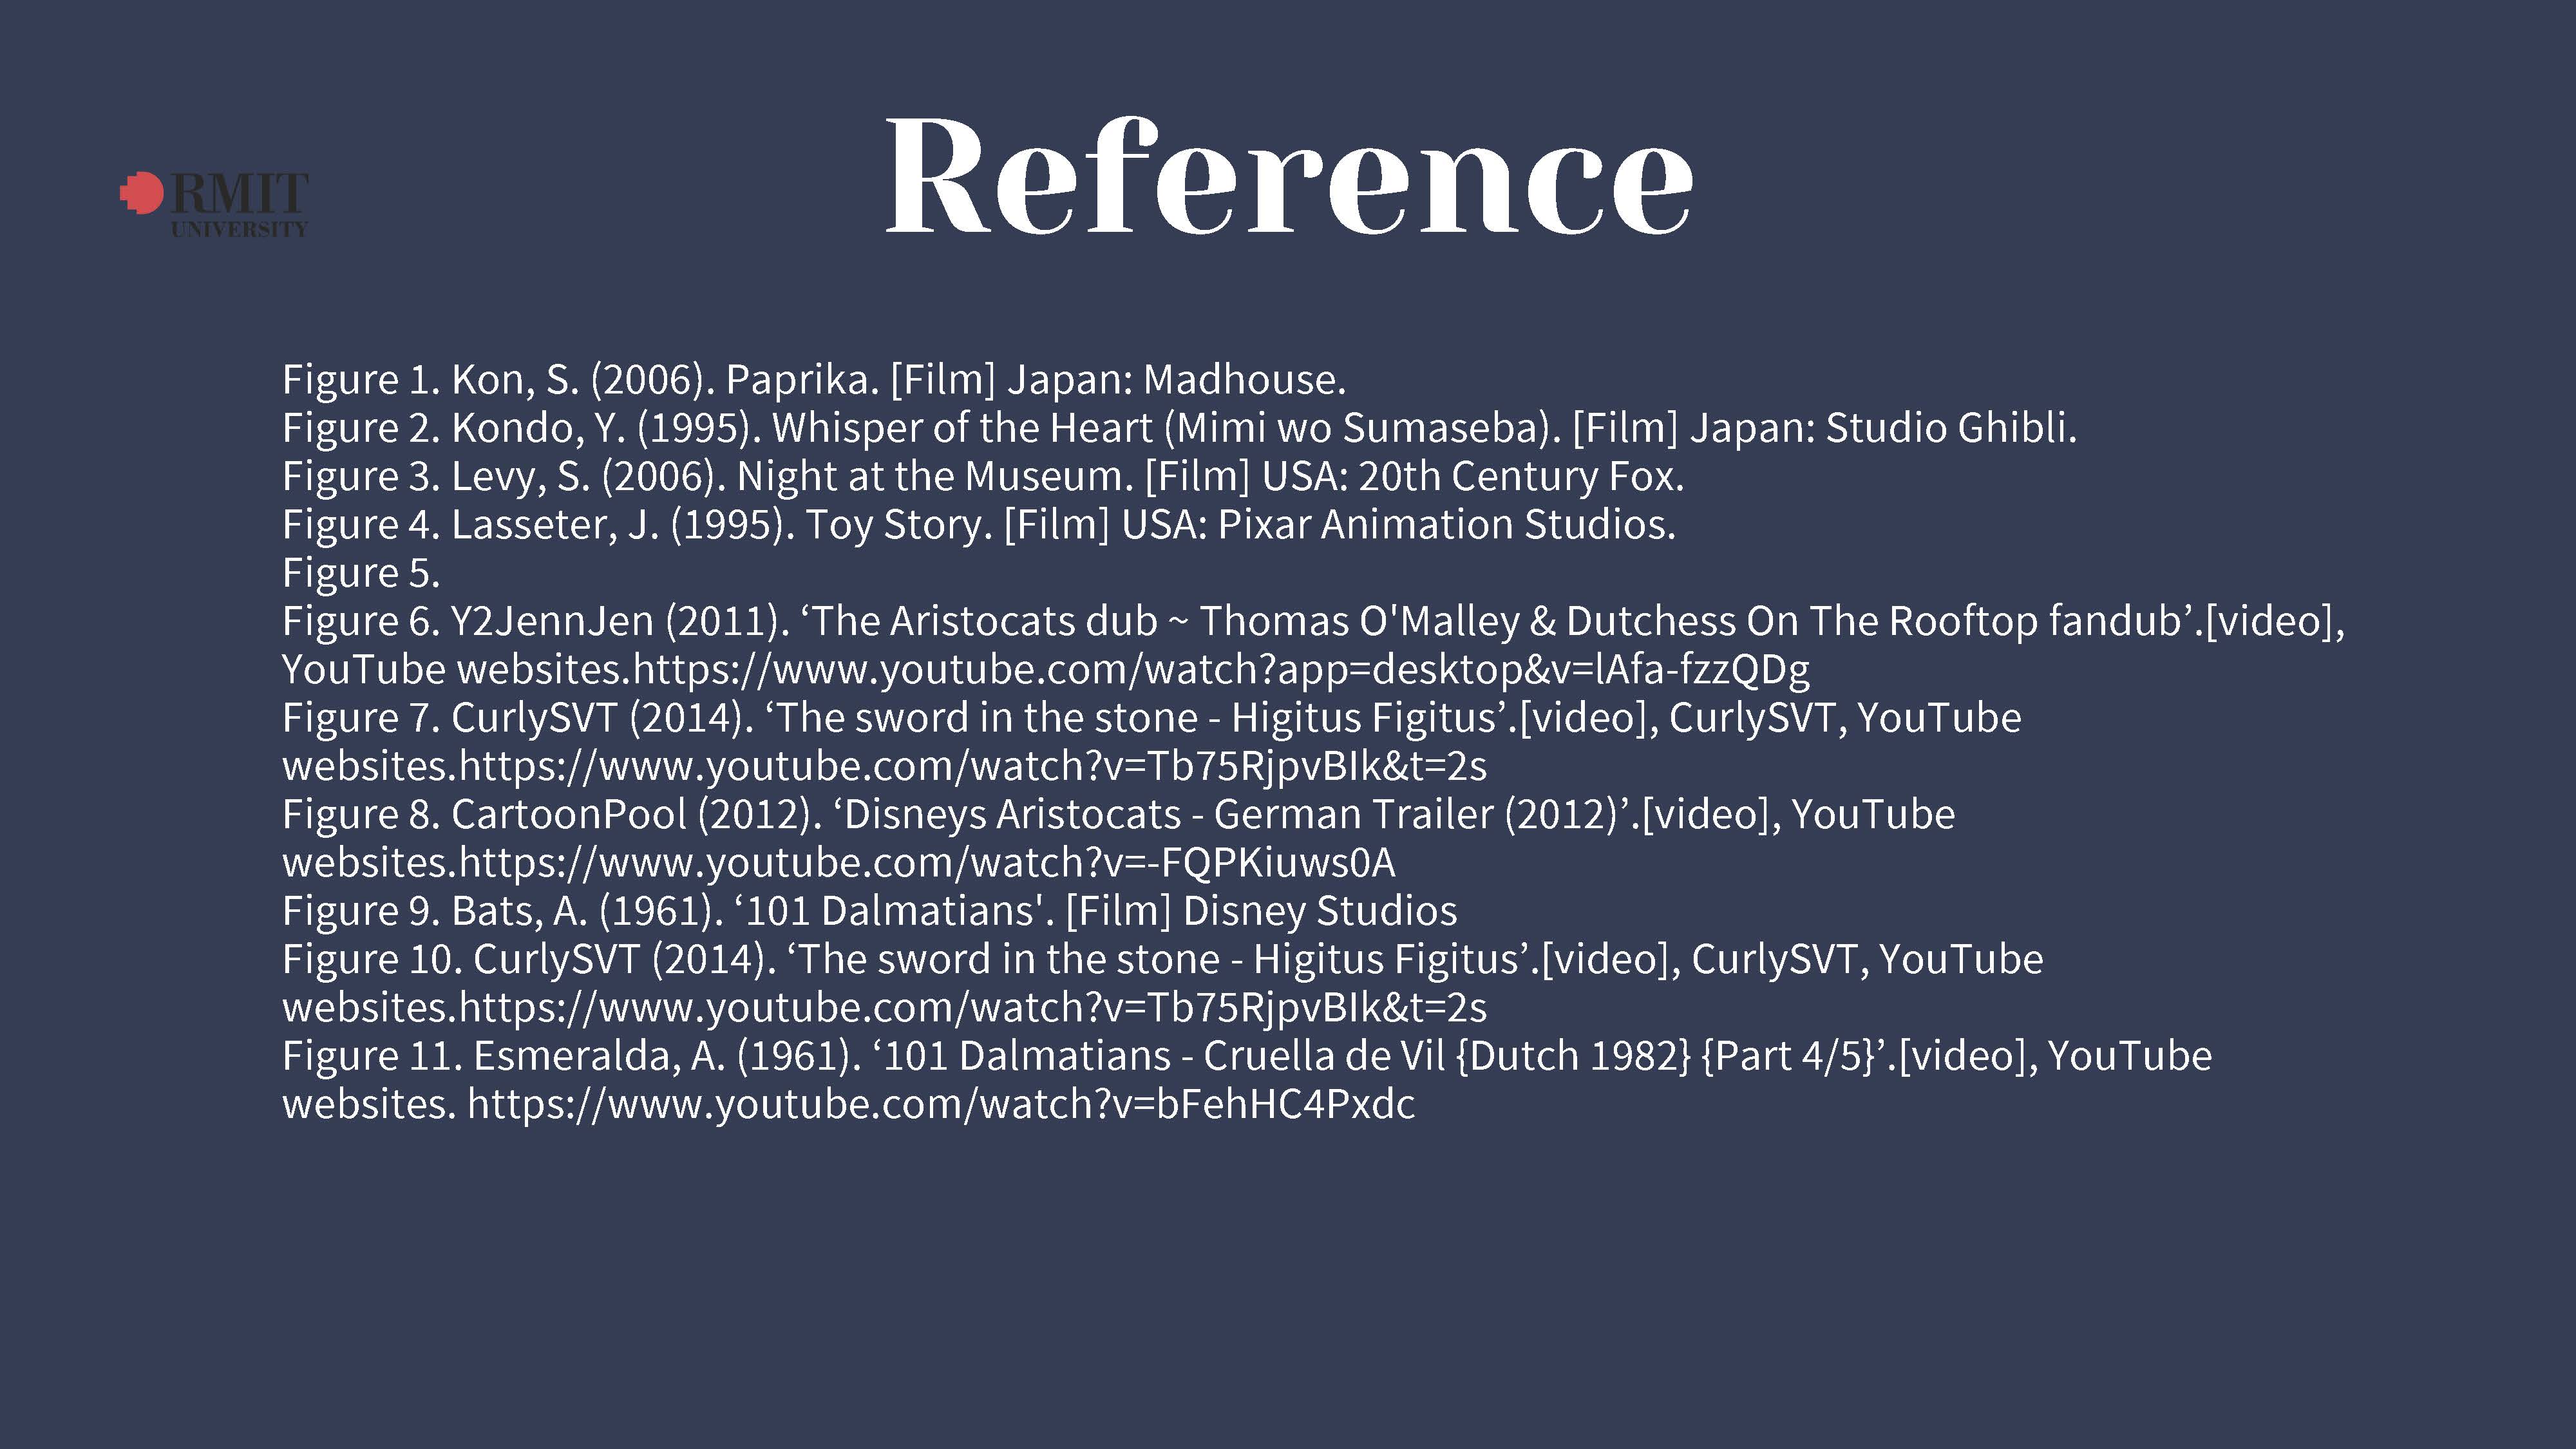 Reference
RMIT
UNIVERSITY
Figure 1. Kon, S. (2006). Paprika. [Film] Japan: Madhouse.
Figure 2. Kondo, Y. (1995). Whisper of the Heart (Mimi wo Sumaseba). [Film] Japan: Studio Ghibli.
Figure 3. Levy, S. (2006). Night at the Museum. [Film] USA: 20th Century Fox.
Figure 4. Lasseter, J. (1995). Toy Story. [Film] USA: Pixar Animation Studios.
Figure 5.
Figure 6. Y2JennJen (2011). ‘The Aristocats dub ~ Thomas O'Malley & Dutchess On The Rooftop fandub’.[video],
YouTube websites.https://www.youtube.com/watch?app=desktop&v=lAfa-fzzQDg
Figure 7. CurlySVT (2014). ‘The sword in the stone - Higitus Figitus’.[video], CurlySVT, YouTube
websites.https://www.youtube.com/watch?v=Tb75RjpvBIk&t=2s
Figure 8. CartoonPool (2012). ‘Disneys Aristocats - German Trailer (2012)’.[video], YouTube
websites.https://www.youtube.com/watch?v=-FQPKiuws0A
Figure 9. Bats, A. (1961). ‘101 Dalmatians'. [Film] Disney Studios
Figure 10. CurlySVT (2014). ‘The sword in the stone - Higitus Figitus’.[video], CurlySVT, YouTube
websites.https://www.youtube.com/watch?v=Tb75RjpvBIk&t=2s
Figure 11. Esmeralda, A. (1961). ‘101 Dalmatians - Cruella de Vil {Dutch 1982} {Part 4/5}’.[video], YouTube
websites. https://www.youtube.com/watch?v=bFehHC4Pxdc